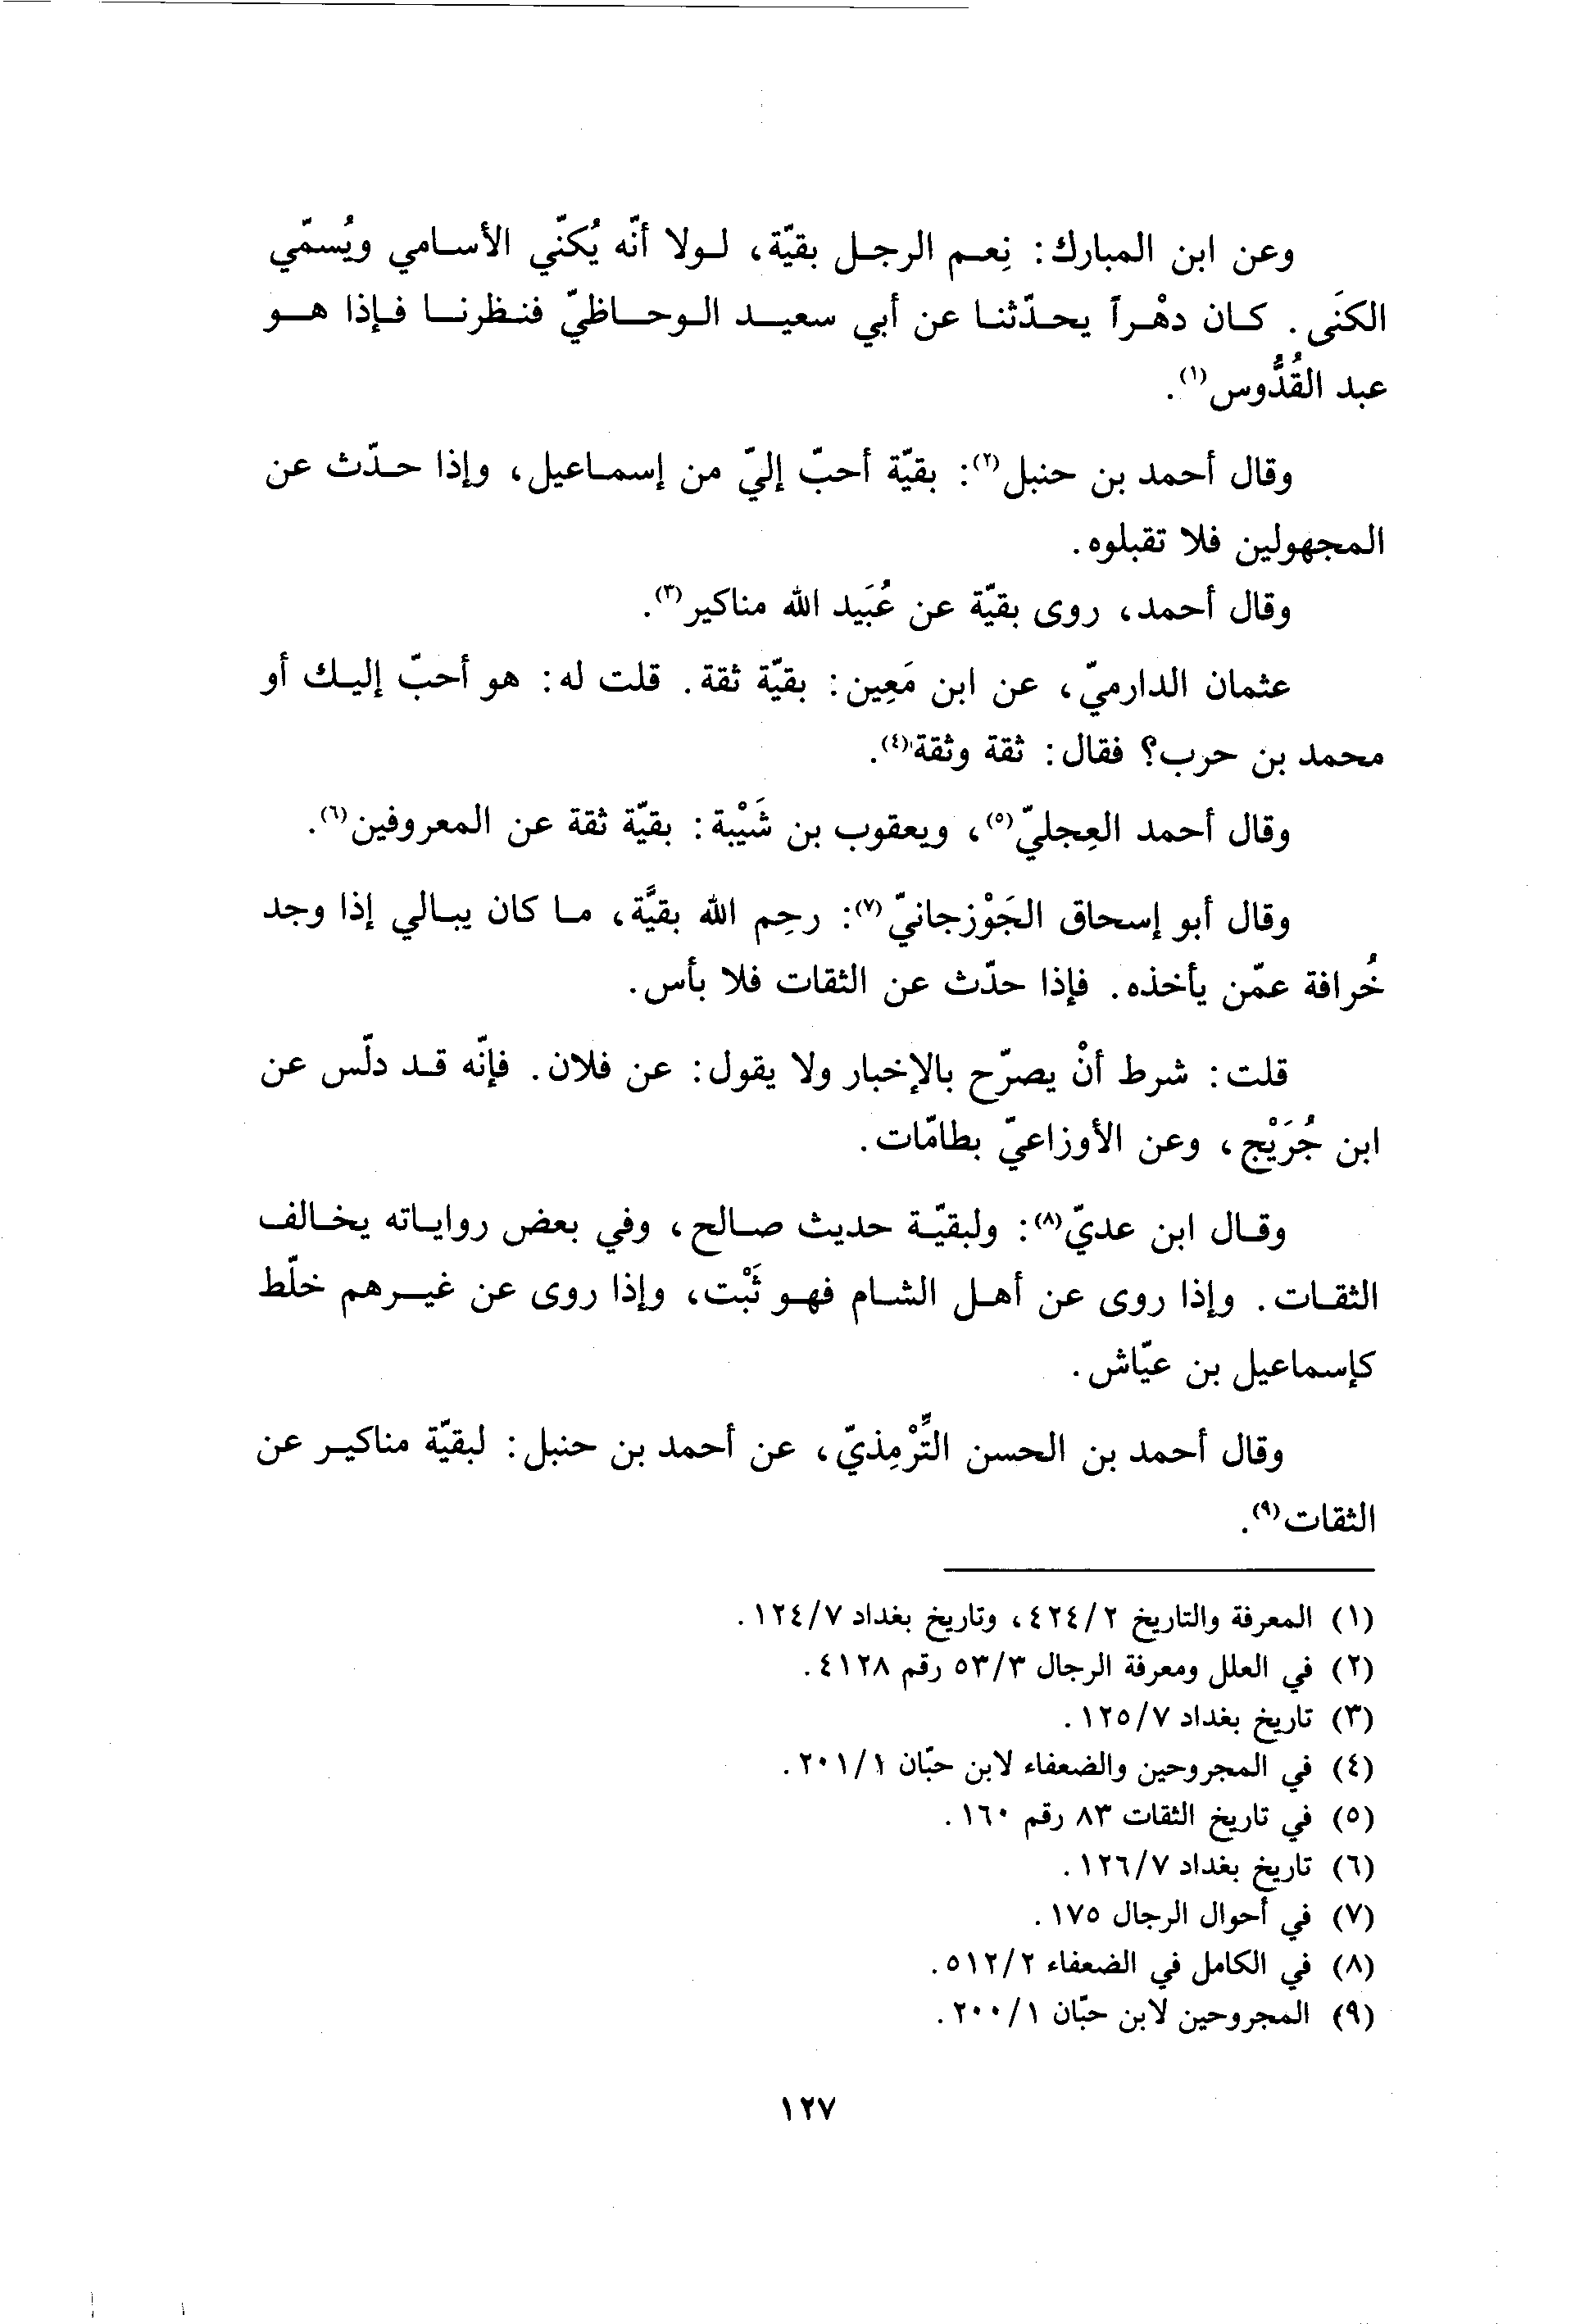 وعن ابن المبارك: نِعم الرجل بقيّة، لولا أنّه يُكنّي الأسامي ويُسمّي
الكنَى. كان دهْراً يحدّثنا عن أبي سعيد الوحاظيّ فنظرنا فإذا هو
عبد القُدُّوس(١).
وقال أحمد بن حنبل(٢): بقيّة أحبّ إليّ من إسماعيل، وإذا حدّث عن
المجهولين فلا تقبلوه.
وقال أحمد، روى بقيّة عن عُبَيد الله مناكير(٣).
عثمان الدارميّ، عن ابن مَعِين: بقيّة ثقة. قلت له: هو أحبّ إليك أو
محمد بن حرب؟ فقال: ثقة وثقة(٤).
وقال أحمد العِجليّ(٥)، ويعقوب بن شَيْبة: بقيّة ثقة عن المعروفين(٦).
وقال أبو إسحاق الجَوْزجانيّ(٧): رحِم الله بقيَّة، ما كان يبالي إذا وجد
خُرافة عمّن يأخذه. فإذا حدّث عن الثقات فلا بأس.
قلت: شرط أنْ يصرّح بالإخبار ولا يقول: عن فلان. فإنّه قد دلّس عن
ابن جُرَيْج، وعن الأوزاعيّ بطامّات.
وقال ابن عديّ(٨): ولبقيّة حديث صالح، وفي بعض رواياته يخالف
الثقات. وإذا روى عن أهل الشام فهو ثَبْت، وإذا روى عن غيرهم خلّط
كإسماعيل بن عيّاش.
وقال أحمد بن الحسن التِّرْمِذيّ، عن أحمد بن حنبل: لبقيّة مناكير عن
الثقات(٩).
(١) المعرفة والتاريخ ٤٢٤/٢، وتاريخ بغداد ١٢٤/٧.
(٢) في العلل ومعرفة الرجال ٥٣/٣ رقم ٤١٢٨.
(٣) تاريخ بغداد ١٢٥/٧.
(٤) في المجروحين والضعفاء لابن حبّان ٢٠١/١.
(٥) في تاريخ الثقات ٨٣ رقم ١٦٠.
(٦) تاريخ بغداد ١٢٦/٧.
(٧) في أحوال الرجال ١٧٥.
(٨) في الكامل في الضعفاء ٥١٢/٢.
(٩) المجروحين لابن حبّان ٢٠٠/١.
١٢٧